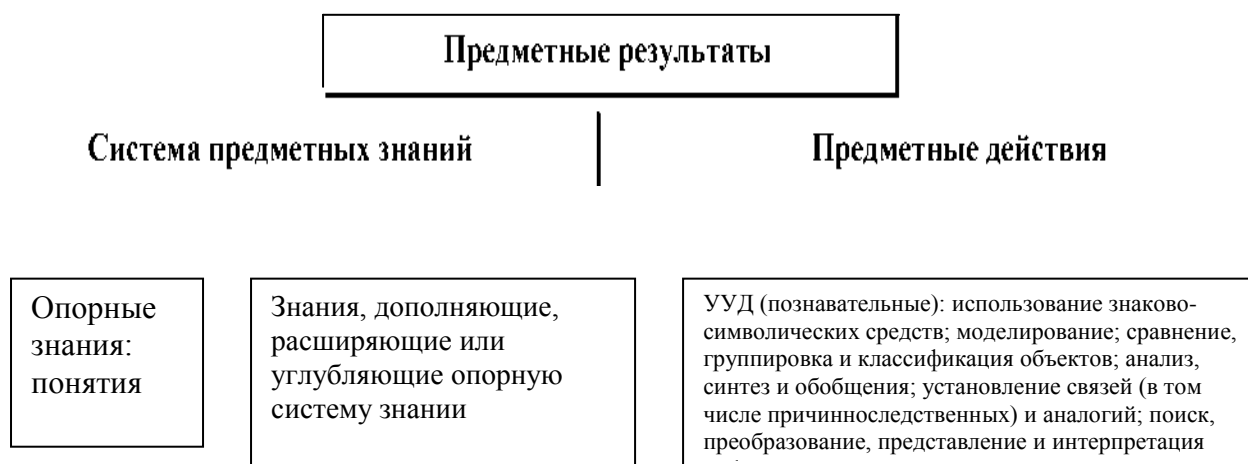 Предметные результаты
Система предметных знаний
Предметные действия
Опорные
знания:
понятия
Знания, дополняющие,
расширяющие или
углубляющие опорную
систему знании
УУД (познавательные): использование знаково-
символических средств; моделирование; сравнение,
группировка и классификация объектов; анализ,
синтез и обобщения; установление связей (в том
числе причинноследственных) и аналогий; поиск,
преобразование, представление и интерпретация